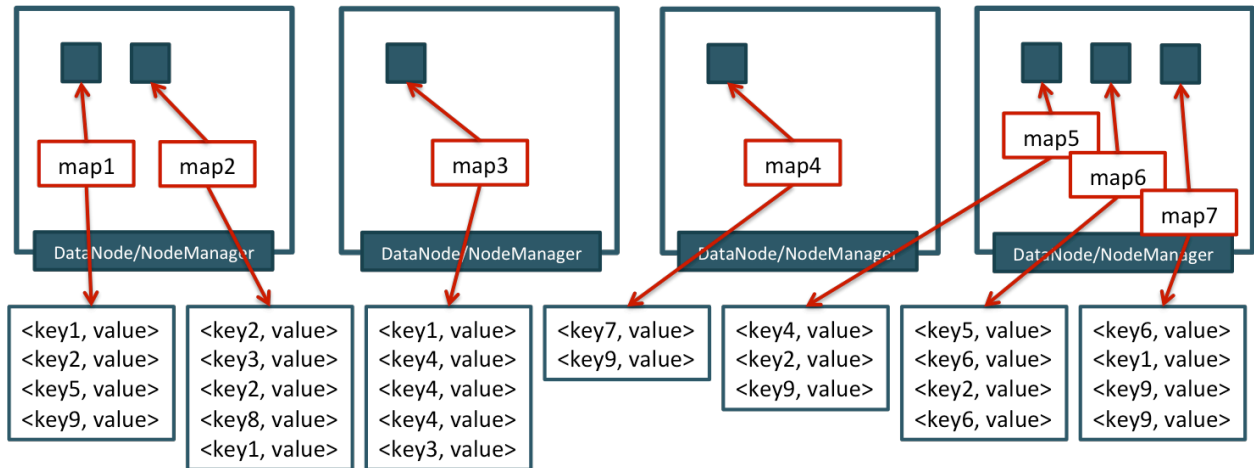 map1
map2
DataNode/NodeManager
map3
DataNode/NodeManager
map4
DataNode/NodeManager
map5
map6
map7
DataNode/NodeManager
<key1, value>
<key2, value>
<key5, value>
<key9, value>
<key2, value>
<key3, value>
<key2, value>
<key8, value>
<key1, value>
<key1, value>
<key4, value>
<key4, value>
<key4, value>
<key3, value>
<key7, value>
<key9, value>
<key4, value>
<key2, value>
<key9, value>
<key5, value>
<key6, value>
<key2, value>
<key6, value>
<key6, value>
<key1, value>
<key9, value>
<key9, value>